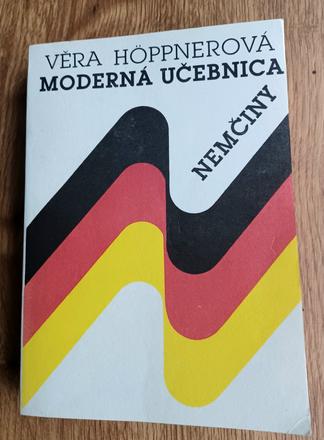 VĚRA HÖPPNEROVÁ
MODERNÁ UČEBNICA
NEMČINY